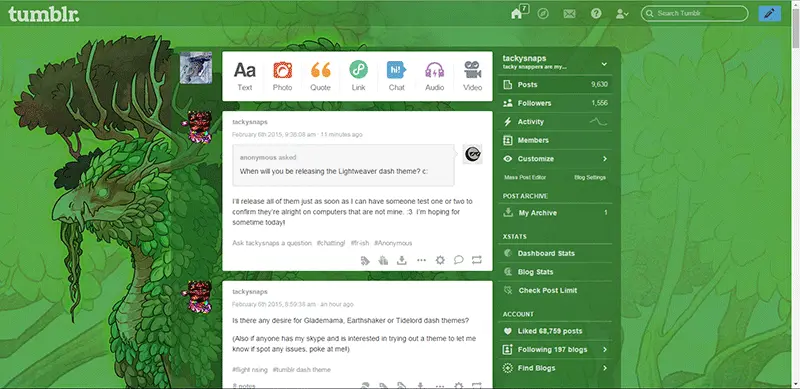 tumblr.
7
Search Tumblr
Aa
hi!
Text Photo Quote Link Chat Audio Video
tackysnaps
February 6th 2015, 9:36:08 am · 11 minutes ago
anonymous asked:
When will you be releasing the Lightweaver dash theme? c:
I'll release all of them just as soon as I can have someone test one or two to
confirm they're alright on computers that are not mine. :3 I'm hoping for
sometime today!
Ask tackysnaps a question #chatting! #fr-ish #Anonymous
tackysnaps
February 6th 2015, 8:59:36 am · an hour ago
Is there any desire for Glademama, Earthshaker or Tidelord dash themes?
(Also if anyone has my skype and is interested in trying out a theme to let me
know if spot any issues, poke at me!!)
#flight rising #tumblr dash theme
8 notes
tackysnaps
tacky snappers are my...
Posts 9,630
Followers 1,556
Activity
Members
Customize
Mass Post Editor Blog Settings
POST ARCHIVE
My Archive 1
XSTATS
Dashboard Stats
Blog Stats
Check Post Limit
ACCOUNT
Liked 68,759 posts
Following 197 blogs
Find Blogs